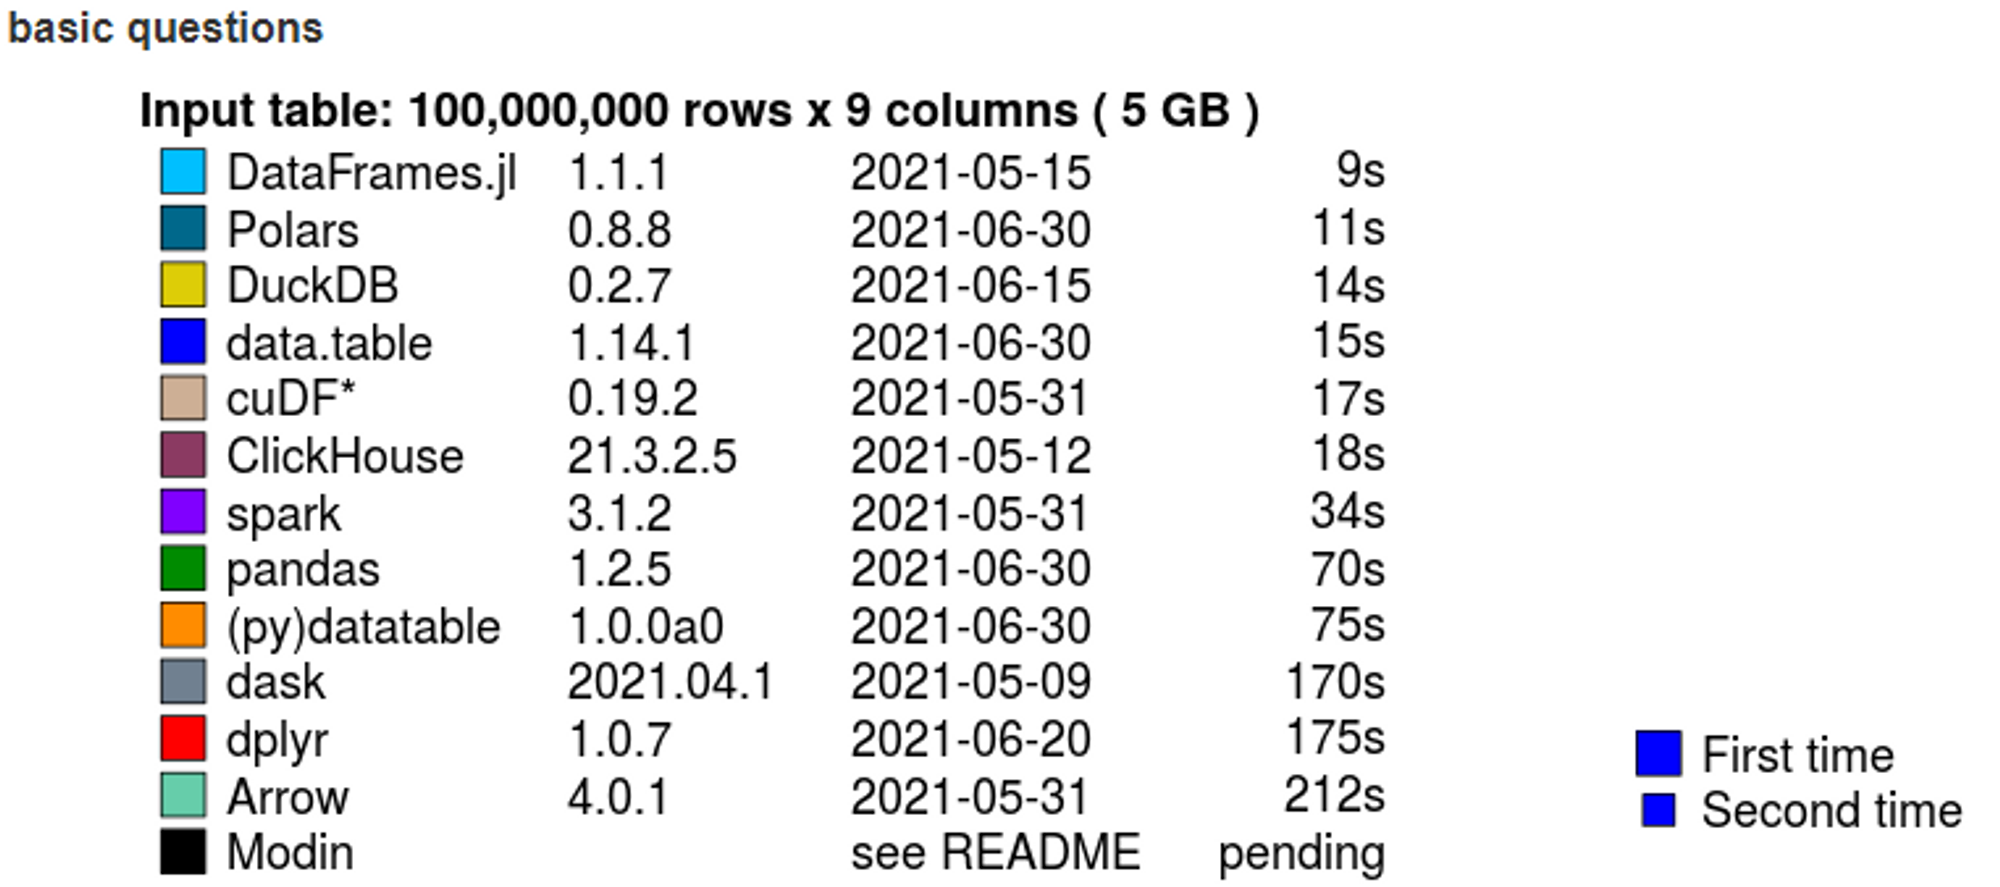 basic questions
Input table: 100,000,000 rows x 9 columns ( 5 GB )
DataFrames.jl 1.1.1 2021-05-15 9s
Polars 0.8.8 2021-06-30 11s
DuckDB 0.2.7 2021-06-15 14s
data.table 1.14.1 2021-06-30 15s
cuDF* 0.19.2 2021-05-31 17s
ClickHouse 21.3.2.5 2021-05-12 18s
spark 3.1.2 2021-05-31 34s
pandas 1.2.5 2021-06-30 70s
(py)datatable 1.0.0a0 2021-06-30 75s
dask 2021.04.1 2021-05-09 170s
dplyr 1.0.7 2021-06-20 175s
Arrow 4.0.1 2021-05-31 212s
Modin see README pending
First time
Second time